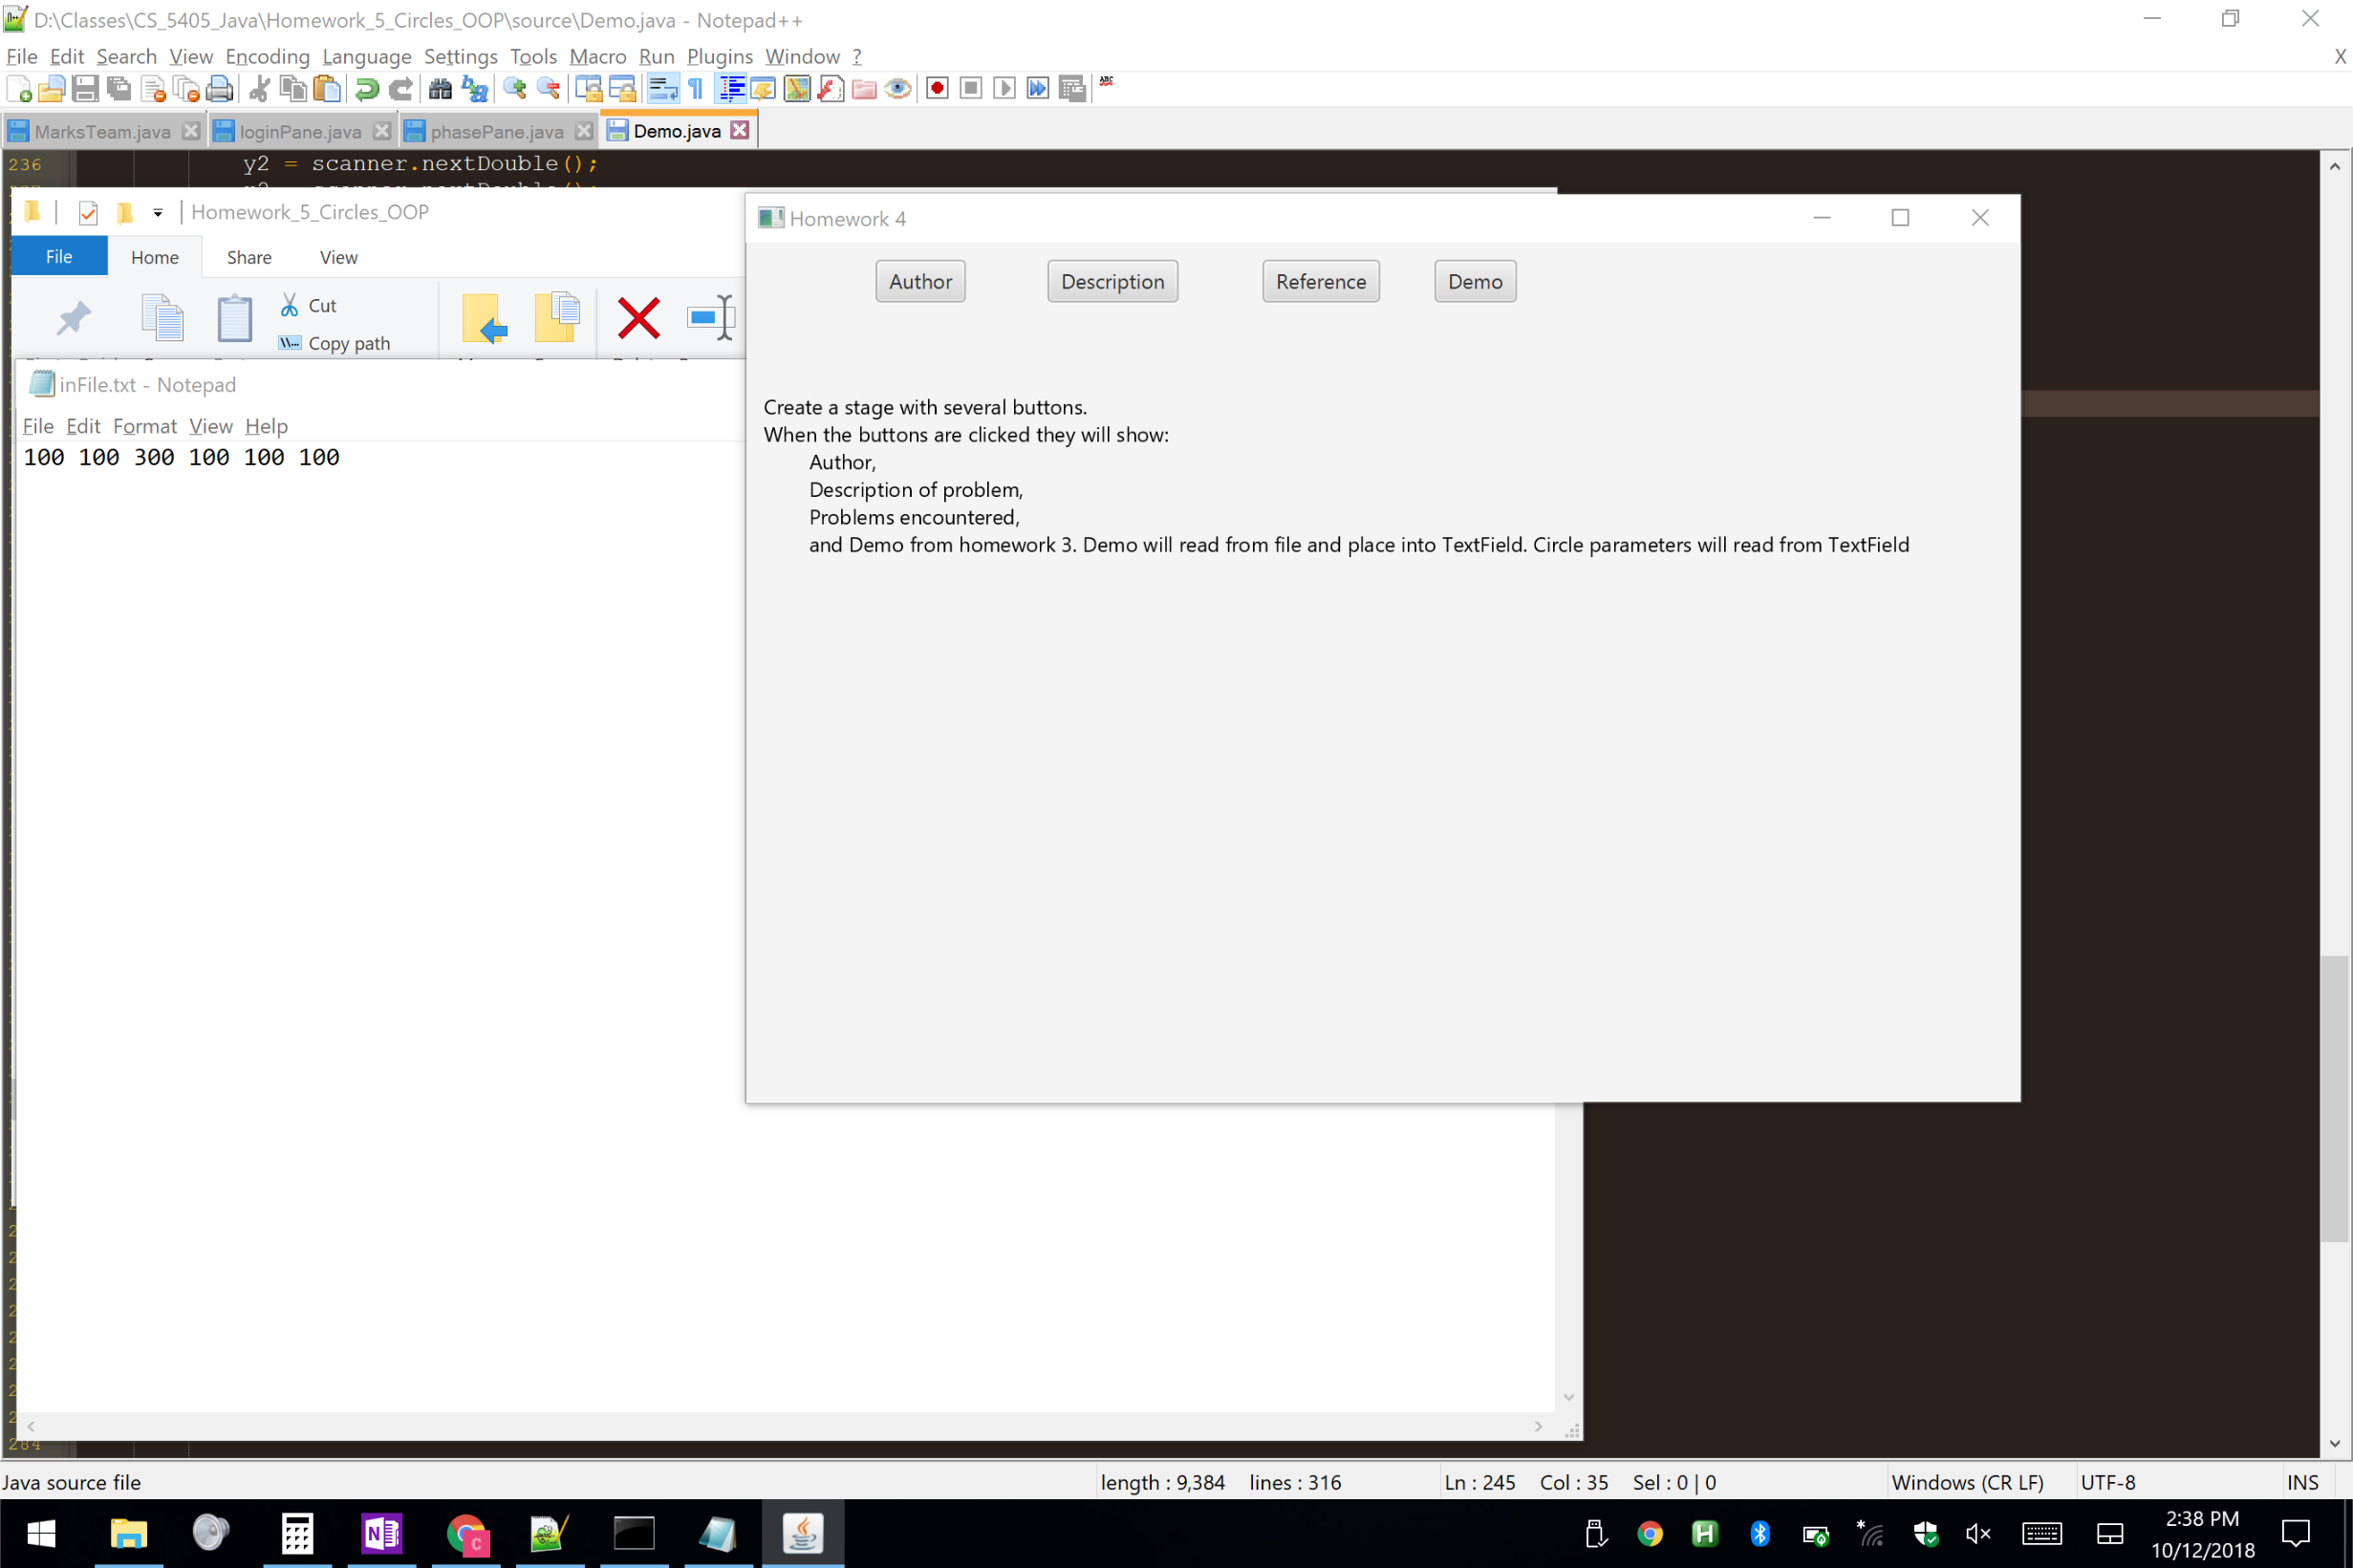 D:\Classes\CS_5405_Java\Homework_5_Circles_OOP\source\Demo.java - Notepad++
File Edit Search View Encoding Language Settings Tools Macro Run Plugins Window ?
X
ABC
MarksTeam.java loginPane.java phasePane.java Demo.java
236 y2 = scanner.nextDouble();
Homework_5_Circles_OOP
File Home Share View
Cut
Copy path
inFile.txt - Notepad
File Edit Format View Help
100 100 300 100 100 100
Homework 4
Author Description Reference Demo
Create a stage with several buttons.
When the buttons are clicked they will show:
Author,
Description of problem,
Problems encountered,
and Demo from homework 3. Demo will read from file and place into TextField. Circle parameters will read from TextField
284
Java source file length : 9,384 lines : 316 Ln : 245 Col : 35 Sel : 0 | 0 Windows (CR LF) UTF-8 INS
2:38 PM
10/12/2018